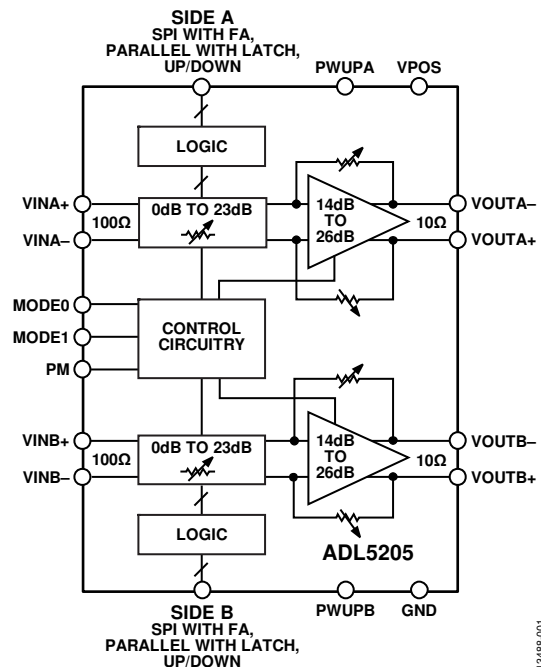 SIDE A
SPI WITH FA,
PARALLEL WITH LATCH,
UP/DOWN
PWUPA
VPOS
LOGIC
VINA+
100Ω
VINA–
0dB TO 23dB
14dB
TO
26dB
10Ω
VOUTA–
VOUTA+
MODE0
MODE1
PM
CONTROL
CIRCUITRY
VINB+
100Ω
VINB–
0dB TO 23dB
14dB
TO
26dB
10Ω
VOUTB–
VOUTB+
LOGIC
ADL5205
SIDE B
SPI WITH FA,
PARALLEL WITH LATCH,
UP/DOWN
PWUPB
GND